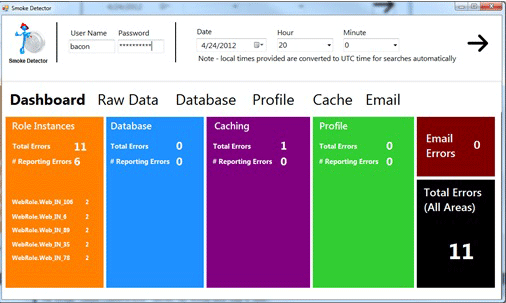 Smoke Detector
User Name Password
bacon **********
Date Hour Minute
4/24/2012 20 0
Note - local times provided are converted to UTC time for searches automatically
Smoke Detector
Dashboard Raw Data Database Profile Cache Email
Role Instances
Total Errors 11
# Reporting Errors 6
WebRole.Web_IN_106 2
WebRole.Web_IN_6 2
WebRole.Web_IN_89 2
WebRole.Web_IN_35 2
WebRole.Web_IN_78 2
Database
Total Errors 0
# Reporting Errors 0
Caching
Total Errors 1
# Reporting Errors 0
Profile
Total Errors 0
# Reporting Errors 0
Email
Errors 0
Total Errors
(All Areas)
11